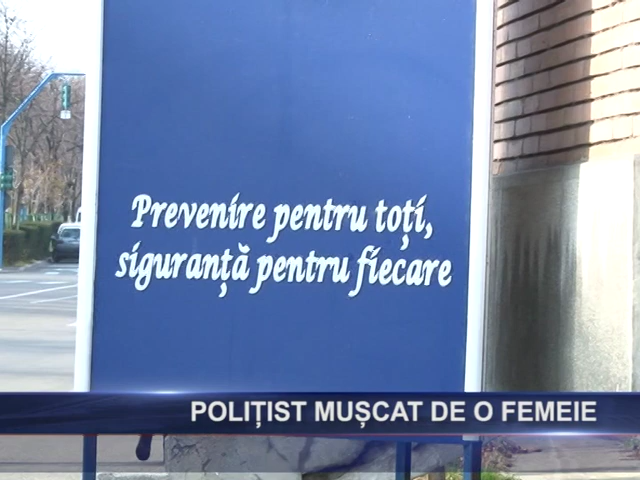 Prevenire pentru toți,
siguranță pentru fiecare
POLIȚIST MUȘCAT DE O FEMEIE